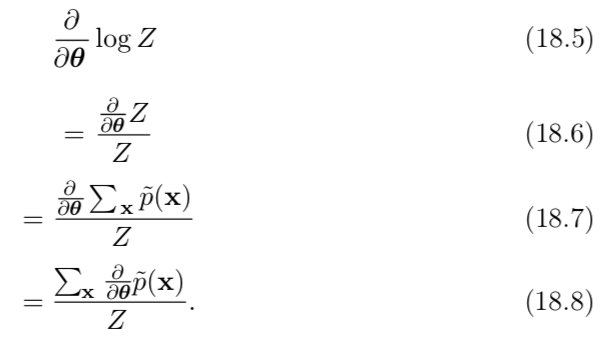 ∂/∂θ log Z (18.5)
= (∂/∂θ Z) / Z (18.6)
= (∂/∂θ ∑ₓ p̃(x)) / Z (18.7)
= (∑ₓ ∂/∂θ p̃(x)) / Z. (18.8)